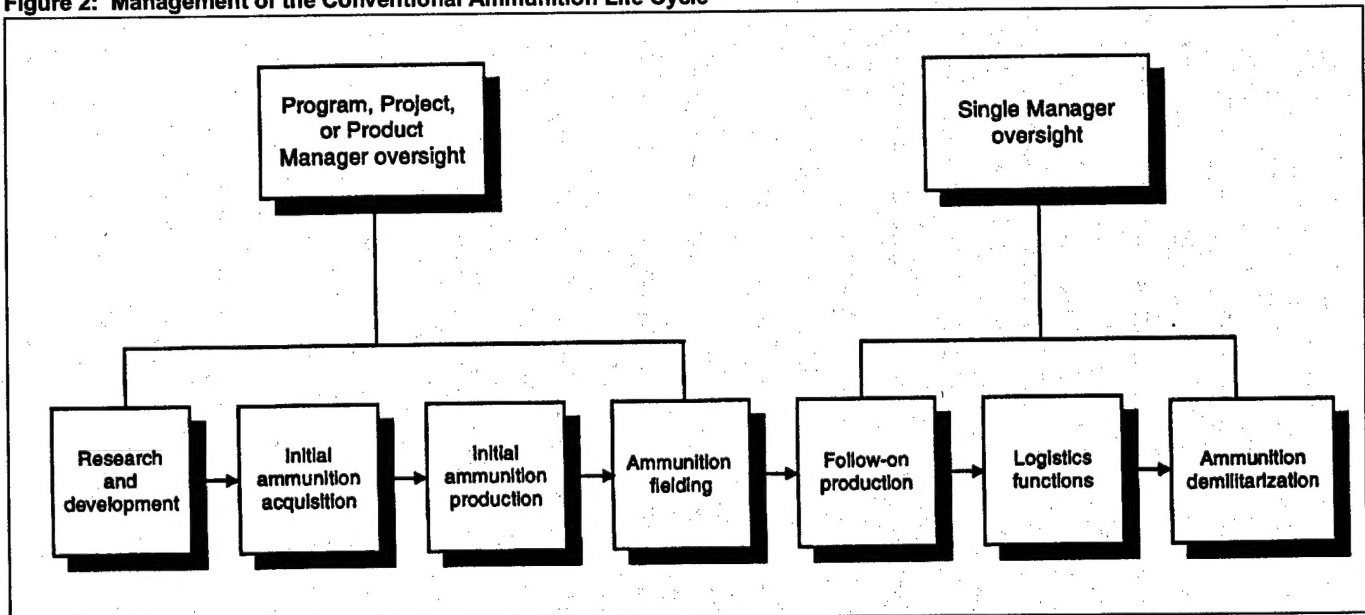 Figure 2: Management of the Conventional Ammunition Life Cycle
Program, Project,
or Product
Manager oversight
Single Manager
oversight
Research
and
development
Initial
ammunition
acquisition
Initial
ammunition
production
Ammunition
fielding
Follow-on
production
Logistics
functions
Ammunition
demilitarization